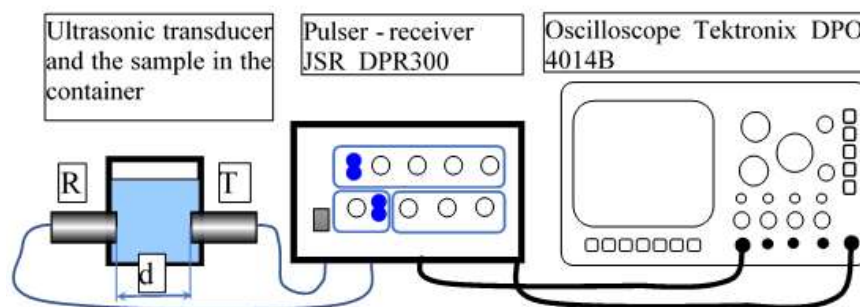 Ultrasonic transducer
and the sample in the
container
Pulser - receiver
JSR DPR300
Oscilloscope Tektronix DPO
4014B
R
T
d